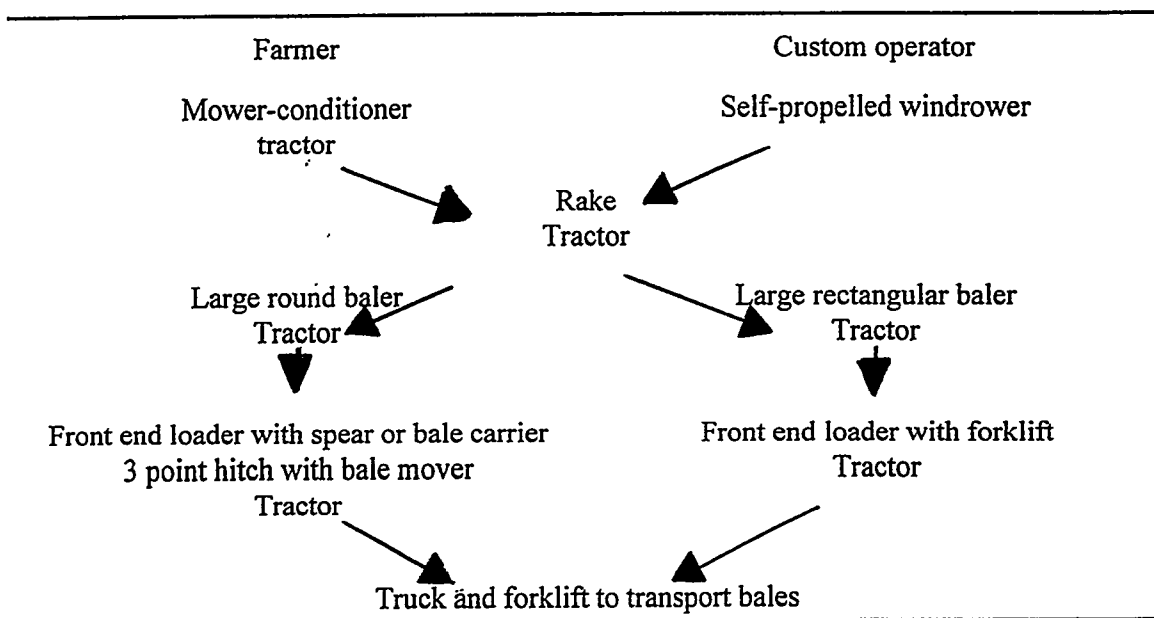 Farmer
Custom operator
Mower-conditioner
tractor
Self-propelled windrower
Rake
Tractor
Large round baler
Tractor
Large rectangular baler
Tractor
Front end loader with spear or bale carrier
3 point hitch with bale mover
Tractor
Front end loader with forklift
Tractor
Truck and forklift to transport bales